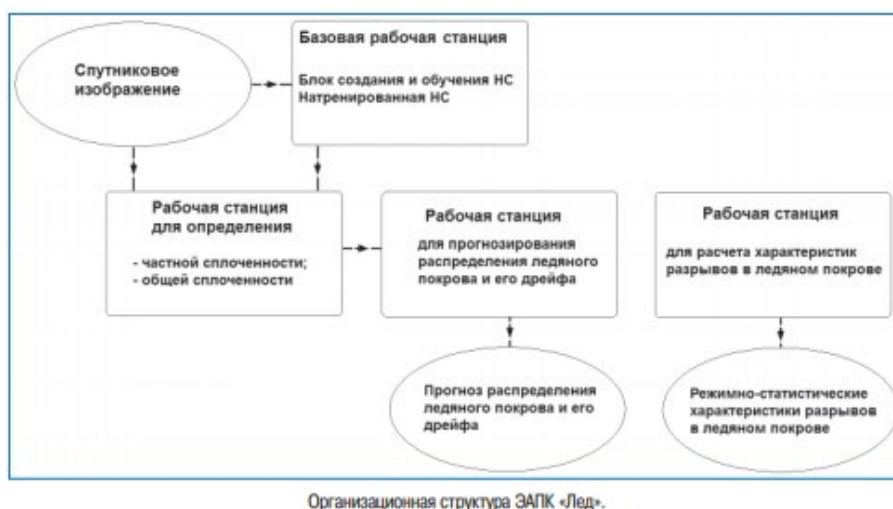 Спутниковое
изображение
Базовая рабочая станция
Блок создания и обучения НС
Натренированная НС
Рабочая станция
для определения
- частной сплоченности;
- общей сплоченности
Рабочая станция
для прогнозирования
распределения ледяного
покрова и его дрейфа
Рабочая станция
для расчета характеристик
разрывов в ледяном покрове
Прогноз распределения
ледяного покрова и его
дрейфа
Режимно-статистические
характеристики разрывов
в ледяном покрове
Организационная структура ЭАПК «Лед».